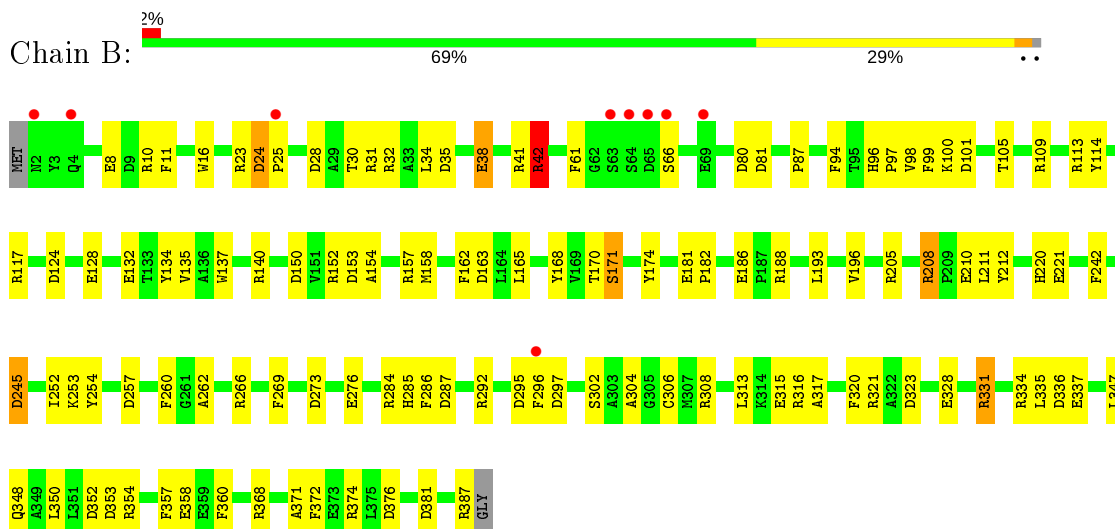 2%
Chain B:
69% 29% • •
MET N2 Y3 Q4 E8 D9 R10 F11 W16 R23 D24 P25 D28 A29 T30 R31 R32 A33 L34 D35 E38 R41 R42 F61 G62 S63 S64 D65 S66 E69 D80 D81 P87 F94 T95 H96 P97 V98 F99 K100 D101 T105 R109 R113 Y114
R117 D124 E128 E132 T133 Y134 V135 A136 W137 R140 D150 V151 R152 D153 A154 R157 M158 F162 D163 L164 L165 Y168 V169 T170 S171 Y174 E181 P182 E186 P187 R188 L193 V196 R205 R208 P209 E210 L211 Y212 H220 E221 F242
D245 I252 K253 Y254 D257 F260 G261 A262 R266 F269 D273 E276 R284 H285 F286 D287 R292 D295 F296 D297 S302 A303 A304 G305 C306 M307 R308 L313 K314 E315 R316 A317 F320 R321 A322 D323 E328 R331 R334 L335 D336 E337 L347
Q348 A349 L350 L351 D352 D353 R354 F357 E358 E359 F360 R368 A371 F372 E373 R374 L375 D376 D381 R387 GLY